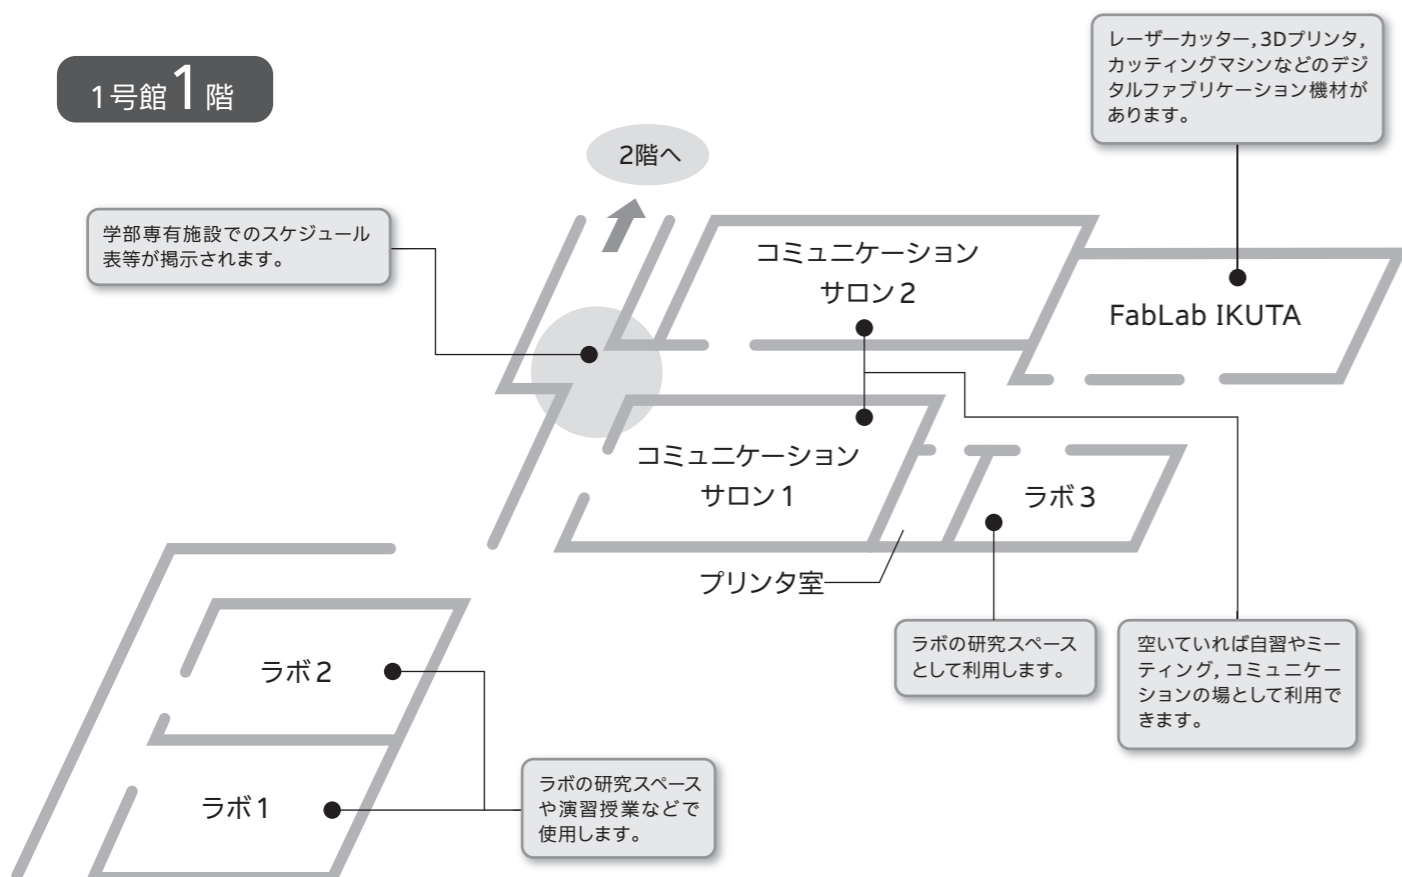 1号館1階
レーザーカッター,3Dプリンタ,
カッティングマシンなどのデジ
タルファブリケーション機材が
あります。
2階へ
学部専有施設でのスケジュール
表等が掲示されます。
コミュニケーション
サロン2
FabLab IKUTA
コミュニケーション
サロン1
ラボ3
プリンタ室
ラボの研究スペース
として利用します。
空いていれば自習やミー
ティング,コミュニケー
ションの場として利用で
きます。
ラボ2
ラボ1
ラボの研究スペース
や演習授業などで
使用します。